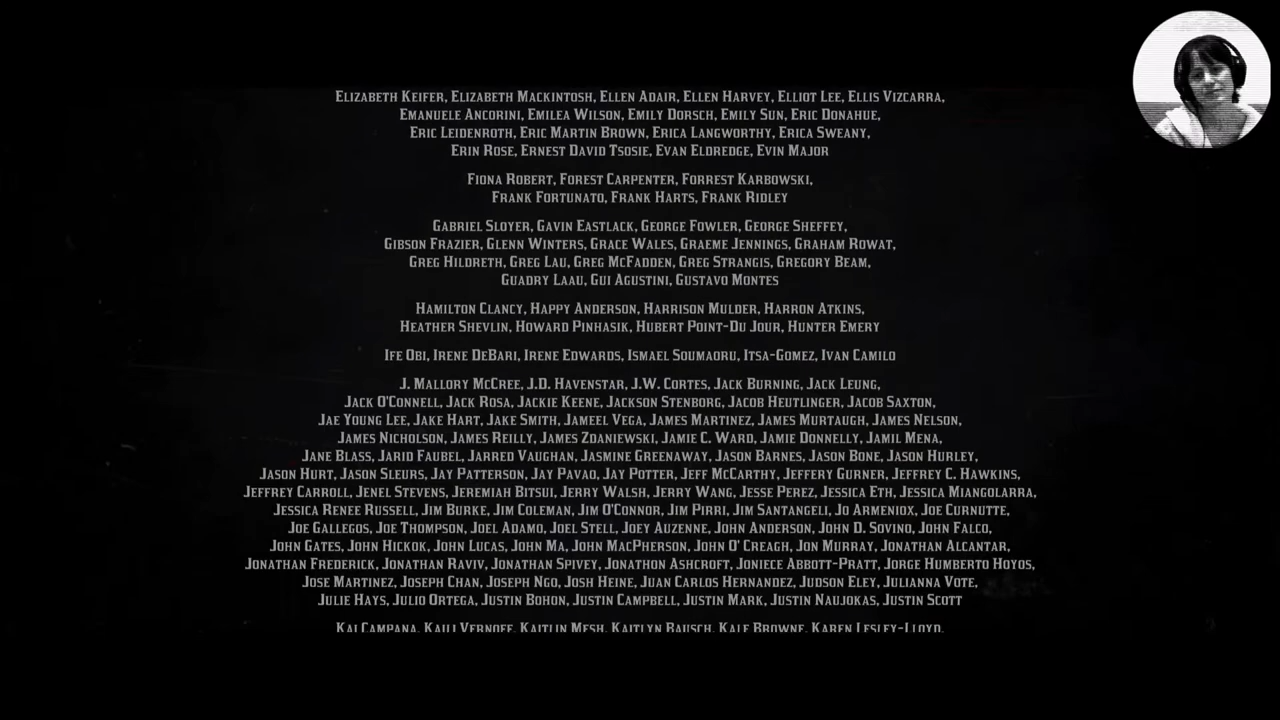 Elizabeth Keifer, Elizabeth Mackintosh, Ellen Adair, Ellen Harvey, Elliot Lee, Ellis Vizcarra,
Emanuele Ancorini, Emilea Wilson, Emily Dorsch, Emily Sun, Eric Donahue,
Eric Leidenroth, Eric Martin Brown, Erica Langworthy, Erica Sweany,
Erin Rose, Ernest David Tsosie, Evan Eldredge, Evin Major
Fiona Robert, Forest Carpenter, Forrest Karbowski,
Frank Fortunato, Frank Harts, Frank Ridley
Gabriel Sloyer, Gavin Eastlack, George Fowler, George Sheffey,
Gibson Frazier, Glenn Winters, Grace Wales, Graeme Jennings, Graham Rowat,
Greg Hildreth, Greg Lau, Greg McFadden, Greg Strangis, Gregory Beam,
Guadry Laau, Gui Agustini, Gustavo Montes
Hamilton Clancy, Happy Anderson, Harrison Mulder, Harron Atkins,
Heather Shevlin, Howard Pinhasik, Hubert Point-Du Jour, Hunter Emery
Ife Obi, Irene DeBari, Irene Edwards, Ismael Soumaoru, Itsa-Gomez, Ivan Camilo
J. Mallory McCree, J.D. Havenstar, J.W. Cortes, Jack Burning, Jack Leung,
Jack O'Connell, Jack Rosa, Jackie Keene, Jackson Stenborg, Jacob Heutlinger, Jacob Saxton,
Jae Young Lee, Jake Hart, Jake Smith, Jameel Vega, James Martinez, James Murtaugh, James Nelson,
James Nicholson, James Reilly, James Zdaniewski, Jamie C. Ward, Jamie Donnelly, Jamil Mena,
Jane Blass, Jarid Faubel, Jarred Vaughan, Jasmine Greenaway, Jason Barnes, Jason Bone, Jason Hurley,
Jason Hurt, Jason Sleurs, Jay Patterson, Jay Pavao, Jay Potter, Jeff McCarthy, Jeffery Gurner, Jeffrey C. Hawkins,
Jeffrey Carroll, Jenel Stevens, Jeremiah Bitsui, Jerry Walsh, Jerry Wang, Jesse Perez, Jessica Eth, Jessica Miangolarra,
Jessica Renee Russell, Jim Burke, Jim Coleman, Jim O'Connor, Jim Pirri, Jim Santangeli, Jo Armeniox, Joe Curnutte,
Joe Gallegos, Joe Thompson, Joel Adamo, Joel Stell, Joey Auzenne, John Anderson, John D. Sovino, John Falco,
John Gates, John Hickok, John Lucas, John Ma, John MacPherson, John O' Creagh, Jon Murray, Jonathan Alcantar,
Jonathan Frederick, Jonathan Raviv, Jonathan Spivey, Jonathon Ashcroft, Joniece Abbott-Pratt, Jorge Humberto Hoyos,
Jose Martinez, Joseph Chan, Joseph Ngo, Josh Heine, Juan Carlos Hernandez, Judson Eley, Julianna Vote,
Julie Hays, Julio Ortega, Justin Bohon, Justin Campbell, Justin Mark, Justin Naujokas, Justin Scott
Kai Campana, Kaili Vernoff, Kaitlin Mesh, Kaitlyn Rausch, Kale Browne, Karen Lesley-Lloyd,